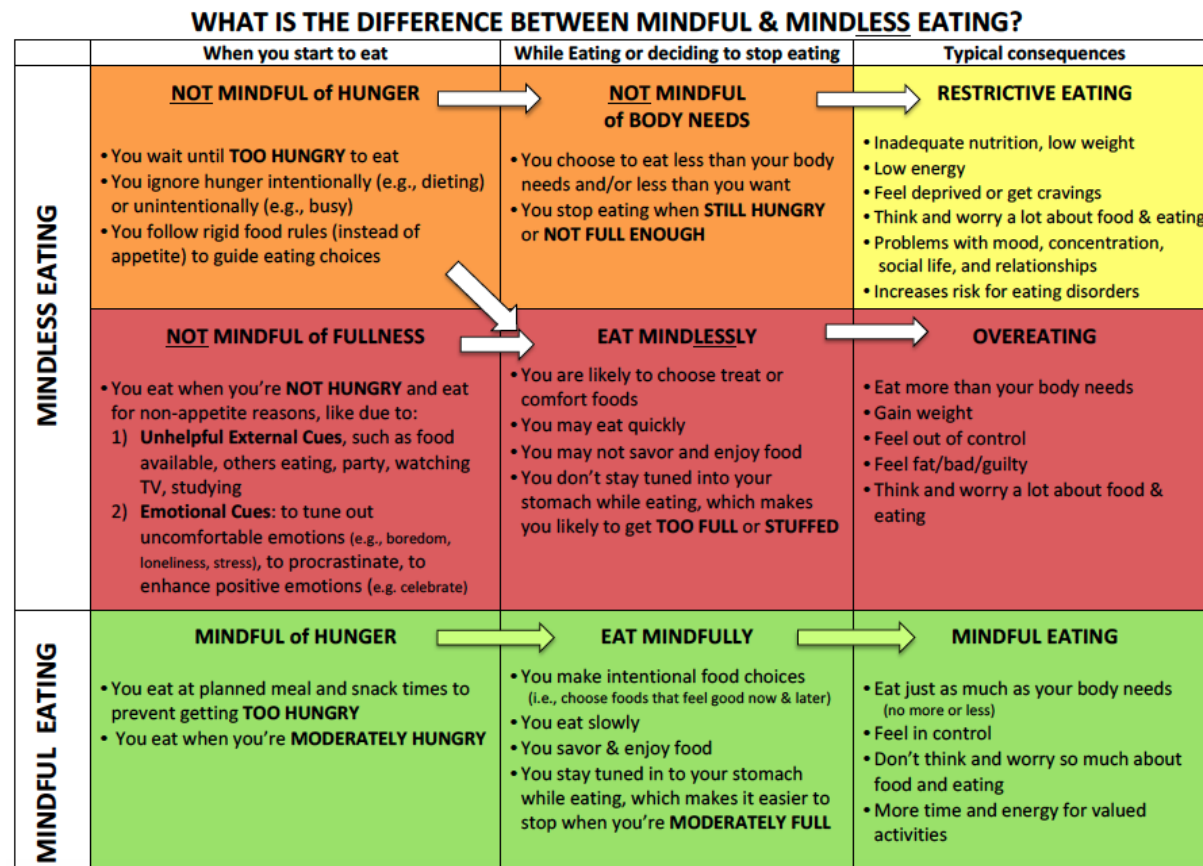 WHAT IS THE DIFFERENCE BETWEEN MINDFUL & MINDLESS EATING?
When you start to eat
While Eating or deciding to stop eating
Typical consequences
MINDLESS EATING
NOT MINDFUL of HUNGER
• You wait until TOO HUNGRY to eat
• You ignore hunger intentionally (e.g., dieting)
or unintentionally (e.g., busy)
• You follow rigid food rules (instead of
appetite) to guide eating choices
NOT MINDFUL
of BODY NEEDS
• You choose to eat less than your body
needs and/or less than you want
• You stop eating when STILL HUNGRY
or NOT FULL ENOUGH
RESTRICTIVE EATING
• Inadequate nutrition, low weight
• Low energy
• Feel deprived or get cravings
• Think and worry a lot about food & eating
• Problems with mood, concentration,
social life, and relationships
• Increases risk for eating disorders
NOT MINDFUL of FULLNESS
• You eat when you're NOT HUNGRY and eat
for non-appetite reasons, like due to:
1) Unhelpful External Cues, such as food
available, others eating, party, watching
TV, studying
2) Emotional Cues: to tune out
uncomfortable emotions (e.g., boredom,
loneliness, stress), to procrastinate, to
enhance positive emotions (e.g. celebrate)
EAT MINDLESSLY
• You are likely to choose treat or
comfort foods
• You may eat quickly
• You may not savor and enjoy food
• You don't stay tuned into your
stomach while eating, which makes
you likely to get TOO FULL or STUFFED
OVEREATING
• Eat more than your body needs
• Gain weight
• Feel out of control
• Feel fat/bad/guilty
• Think and worry a lot about food &
eating
MINDFUL EATING
MINDFUL of HUNGER
• You eat at planned meal and snack times to
prevent getting TOO HUNGRY
• You eat when you're MODERATELY HUNGRY
EAT MINDFULLY
• You make intentional food choices
(i.e., choose foods that feel good now & later)
• You eat slowly
• You savor & enjoy food
• You stay tuned in to your stomach
while eating, which makes it easier to
stop when you're MODERATELY FULL
MINDFUL EATING
• Eat just as much as your body needs
(no more or less)
• Feel in control
• Don't think and worry so much about
food and eating
• More time and energy for valued
activities